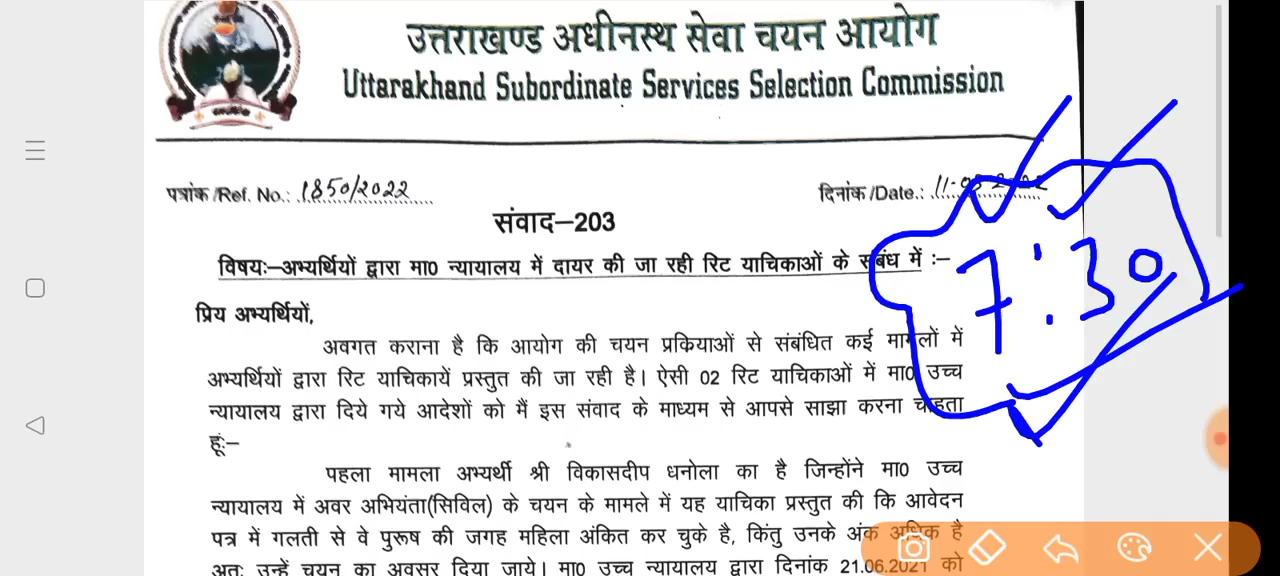 उत्तराखण्ड अधीनस्थ सेवा चयन आयोग
Uttarakhand Subordinate Services Selection Commission
पत्रांक/Ref. No.: 1850/2022
दिनांक/Date.:
संवाद–203
विषयः–अभ्यर्थियों द्वारा मा0 न्यायालय में दायर की जा रही रिट याचिकाओं के संबंध में :–
7:30
प्रिय अभ्यर्थियों,
अवगत कराना है कि आयोग की चयन प्रकियाओं से संबंधित कई मामलों में
अभ्यर्थियों द्वारा रिट याचिकायें प्रस्तुत की जा रही है। ऐसी 02 रिट याचिकाओं में मा0 उच्च
न्यायालय द्वारा दिये गये आदेशों को मैं इस संवाद के माध्यम से आपसे साझा करना चाहता
हूंः–
पहला मामला अभ्यर्थी श्री विकासदीप धनोला का है जिन्होंने मा0 उच्च
न्यायालय में अवर अभियंता(सिविल) के चयन के मामले में यह याचिका प्रस्तुत की कि आवेदन
पत्र में गलती से वे पुरूष की जगह महिला अंकित कर चुके है, किंतु उनके अंक अधिक है
अतः उन्हें चयन का अवसर दिया जाये। मा0 उच्च न्यायालय द्वारा दिनांक 21.06.2021 को